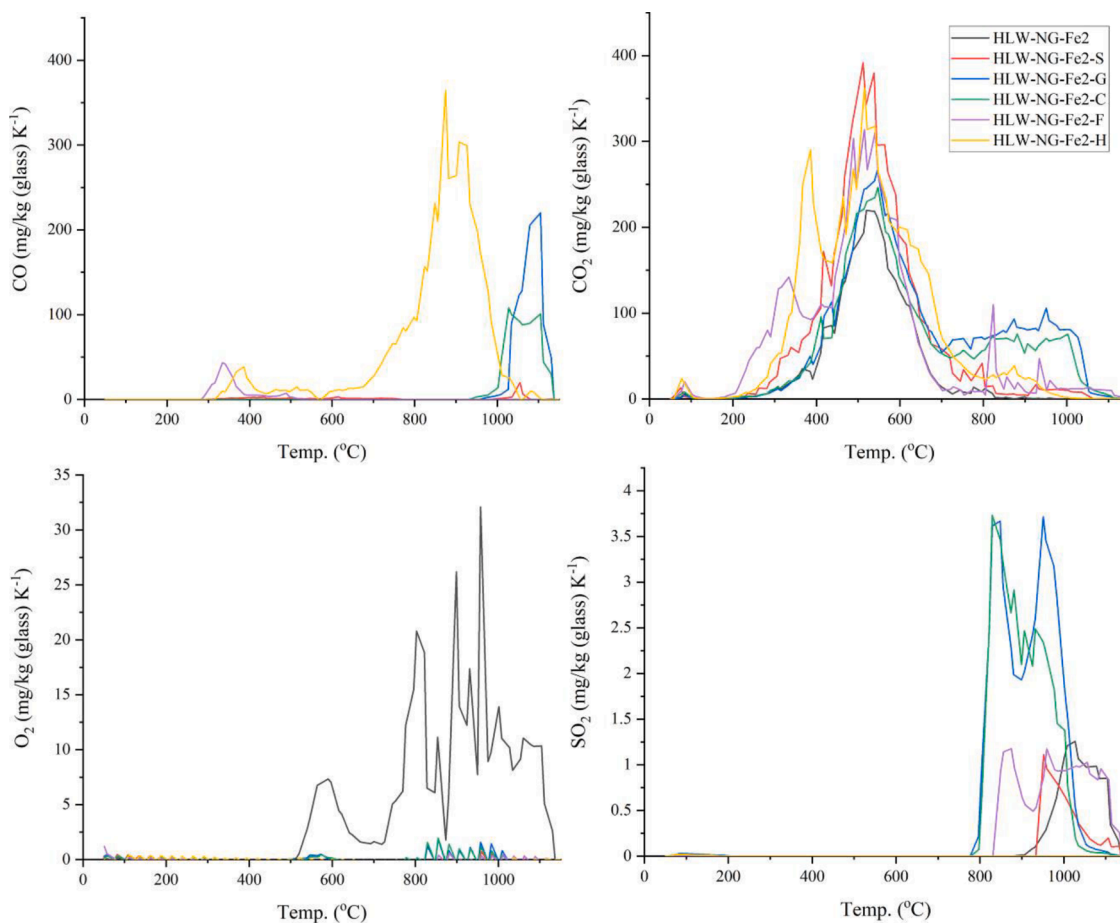 CO (mg/kg (glass) K⁻¹)
400
300
200
100
0
0 200 400 600 800 1000
Temp. (°C)
CO₂ (mg/kg (glass) K⁻¹)
400
300
200
100
0
0 200 400 600 800 1000
Temp. (°C)
HLW-NG-Fe2
HLW-NG-Fe2-S
HLW-NG-Fe2-G
HLW-NG-Fe2-C
HLW-NG-Fe2-F
HLW-NG-Fe2-H
O₂ (mg/kg (glass) K⁻¹)
35
30
25
20
15
10
5
0
0 200 400 600 800 1000
Temp. (°C)
SO₂ (mg/kg (glass) K⁻¹)
4
3.5
3
2.5
2
1.5
1
0.5
0
0 200 400 600 800 1000
Temp. (°C)